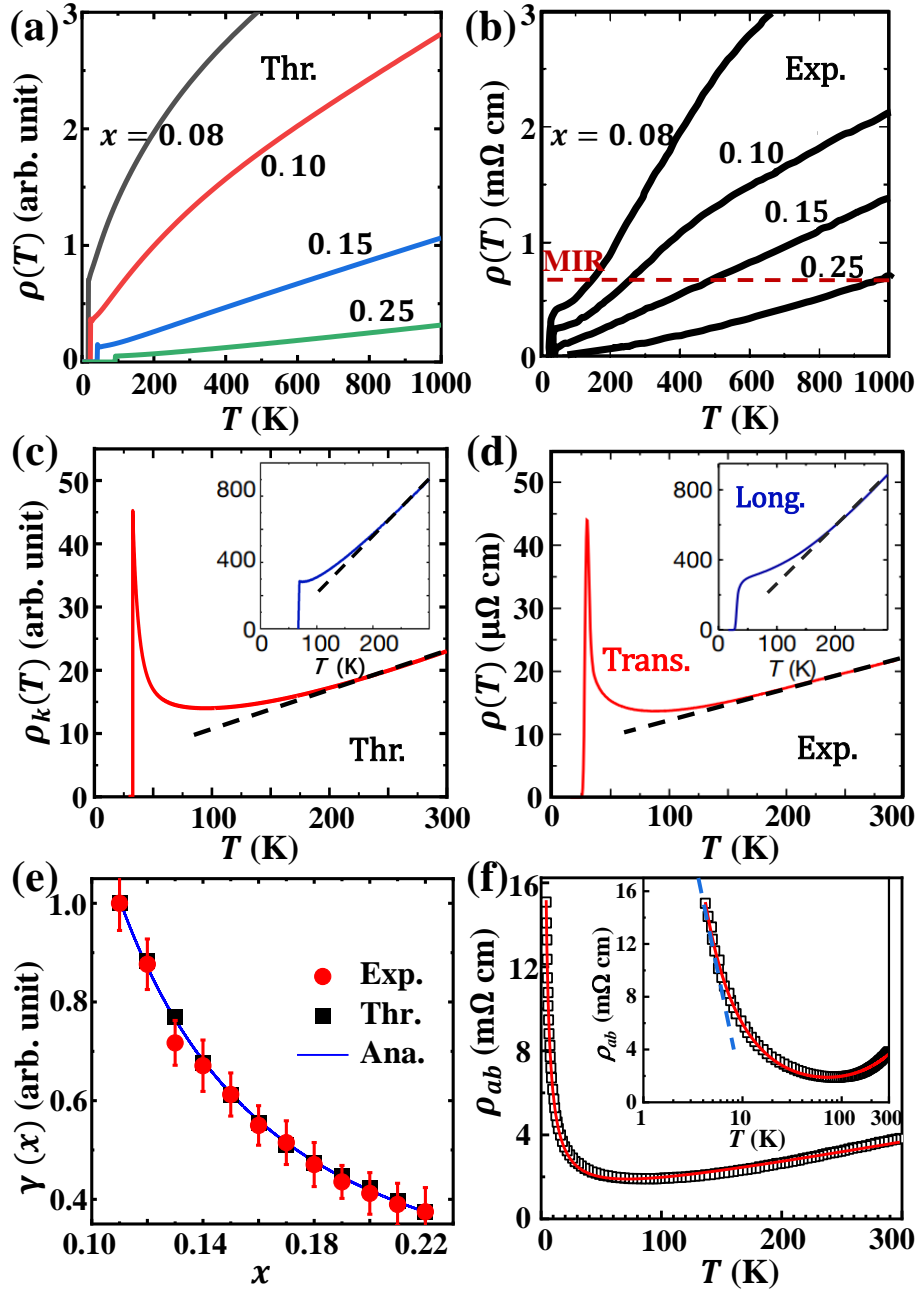 (a)
3
2
1
0
ρ(T) (arb. unit)
Thr.
x = 0.08
0.10
0.15
0.25
0 200 400 600 800 1000
T (K)
(b)
3
2
1
0
ρ(T) (mΩ cm)
Exp.
x = 0.08
0.10
0.15
MIR
0.25
0 200 400 600 800 1000
T (K)
(c)
50
40
30
20
10
0
ρk(T) (arb. unit)
800
400
0
0 100 200
T (K)
Thr.
0 50 100 150 200 250 300
T (K)
(d)
50
40
30
20
10
0
ρ(T) (μΩ cm)
800
400
0
Long.
0 100 200
T (K)
Trans.
Exp.
0 50 100 150 200 250 300
T (K)
(e)
1.0
0.8
0.6
0.4
γ (x) (arb. unit)
Exp.
Thr.
Ana.
0.10 0.14 0.18 0.22
x
(f)
16
12
8
4
0
ρab (mΩ cm)
16
12
8
4
0
ρab (mΩ cm)
1 10 100 300
T (K)
0 100 200 300
T (K)